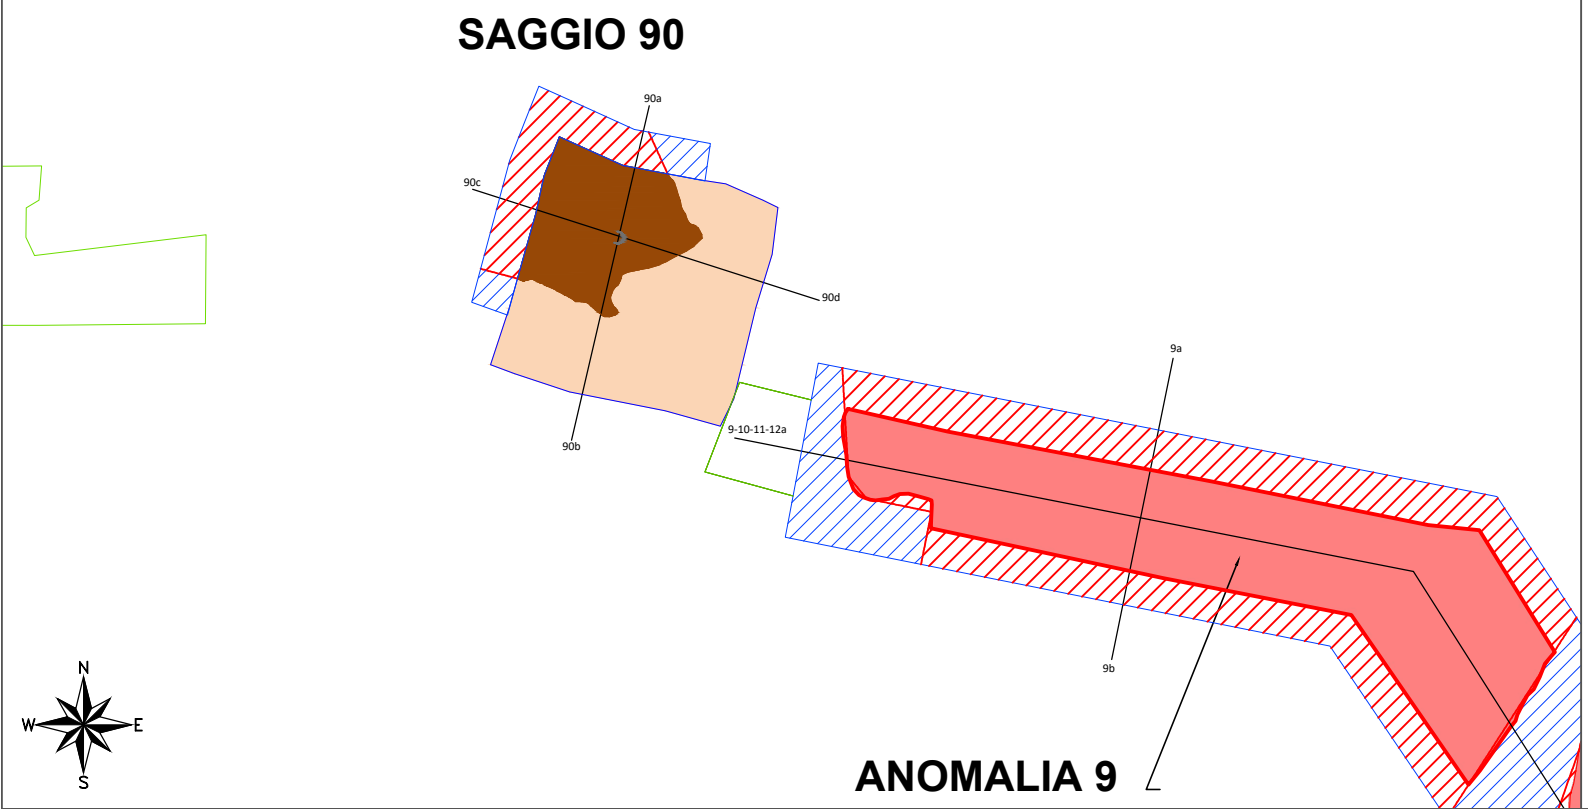 SAGGIO 90
90a
90c
90d
9a
9-10-11-12a
90b
9b
N
W E
S
ANOMALIA 9